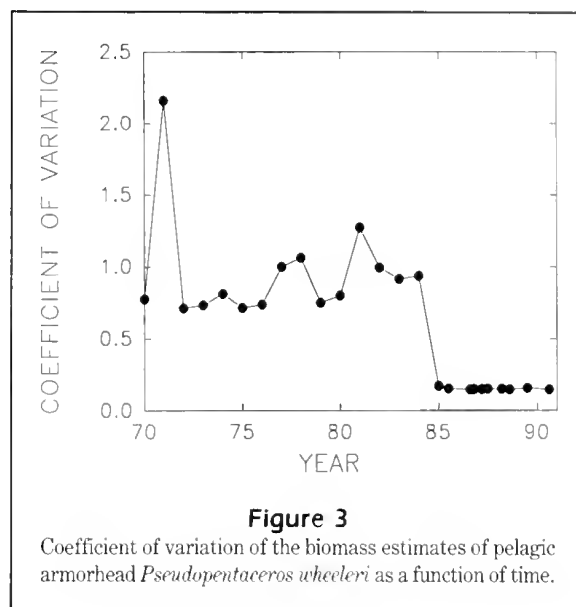 COEFFICIENT OF VARIATION
2.5
2.0
1.5
1.0
0.5
0.0
70 75 80 85 90
YEAR
Figure 3
Coefficient of variation of the biomass estimates of pelagic
armorhead Pseudopentaceros wheeleri as a function of time.